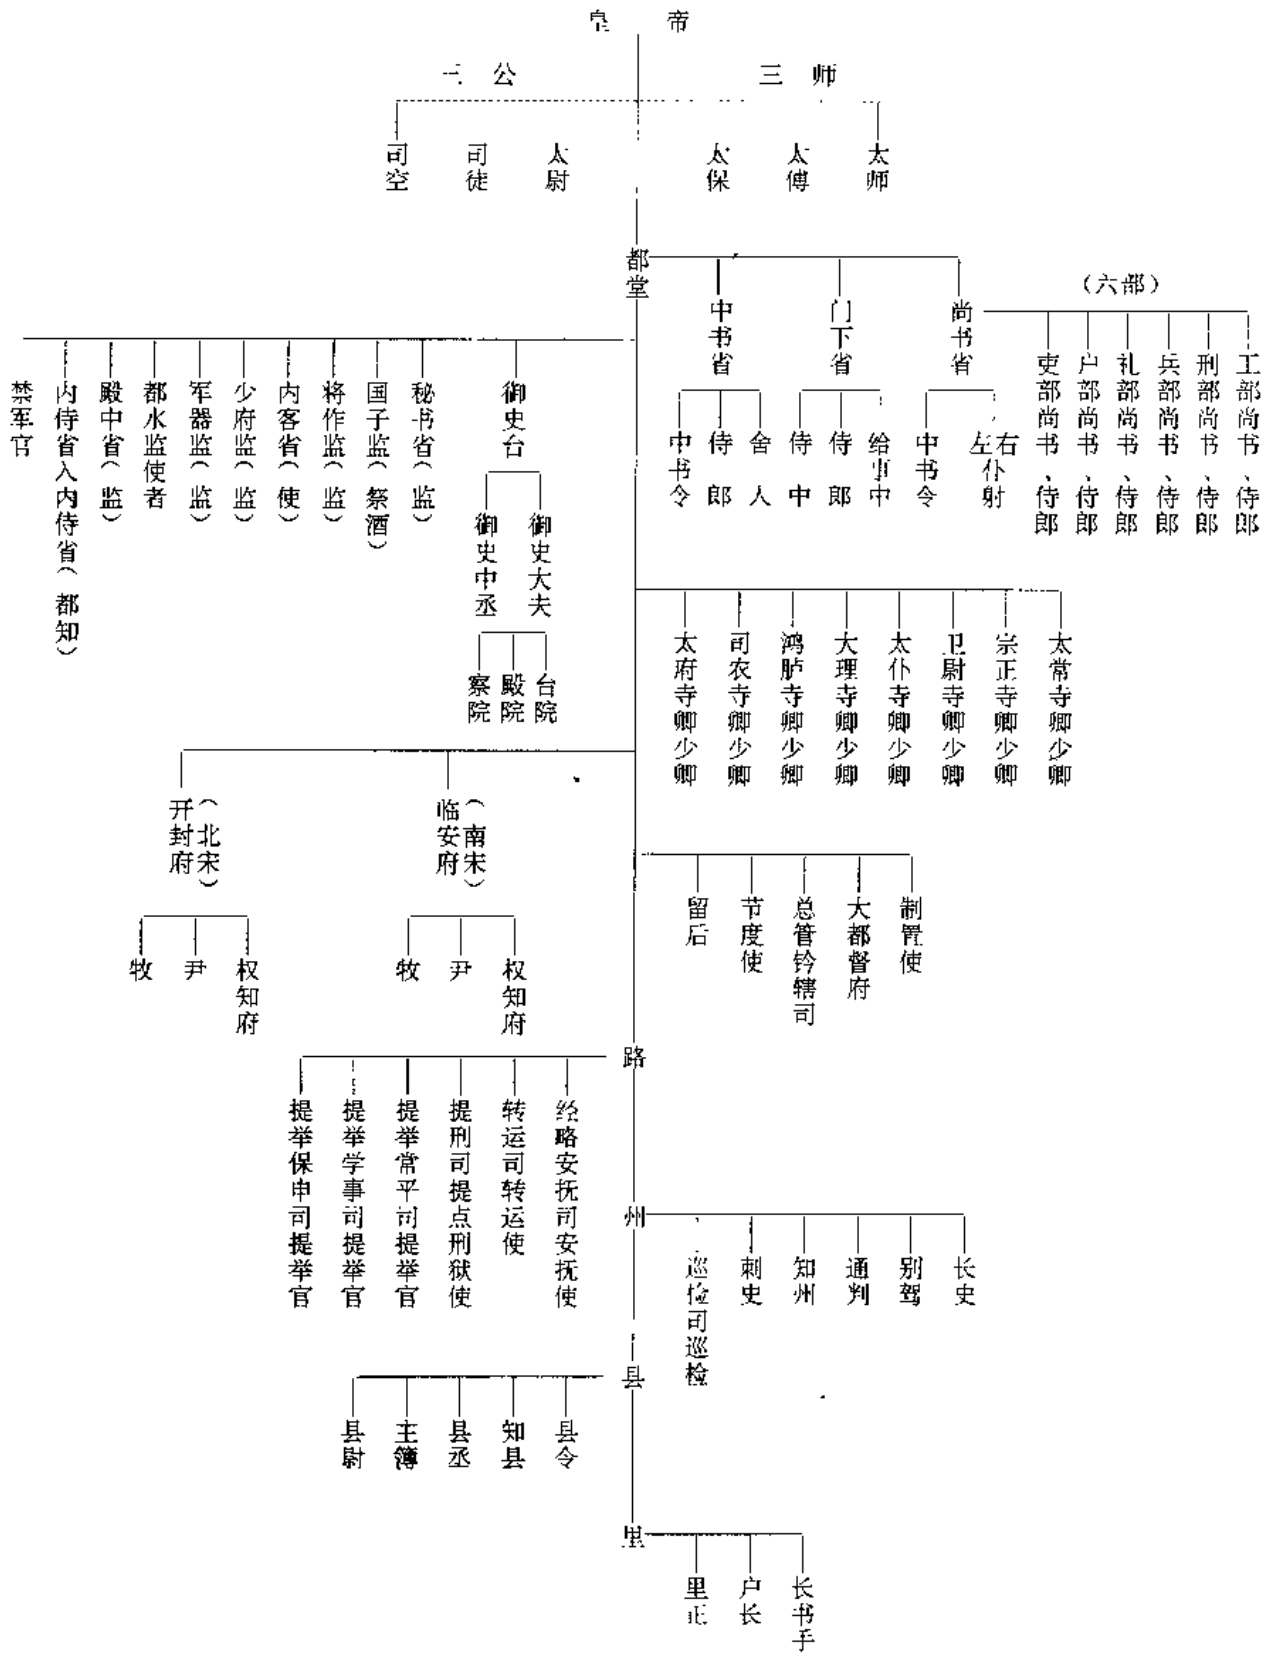 皇帝
三公
三师
司空
司徒
太尉
太保
太傅
太师
都堂
中书省
门下省
尚书省
（六部）
中书令
侍郎
舍人
侍中
侍郎
给事中
中书令
左右仆射
吏部尚书、侍郎
户部尚书、侍郎
礼部尚书、侍郎
兵部尚书、侍郎
刑部尚书、侍郎
工部尚书、侍郎
禁军官
内侍省入内侍省（都知）
殿中省（监）
都水监使者
军器监（监）
少府监（监）
内客省（使）
将作监（监）
国子监（祭酒）
秘书省（监）
御史台
御史中丞
御史大夫
察院
殿院
台院
太府寺卿少卿
司农寺卿少卿
鸿胪寺卿少卿
大理寺卿少卿
太仆寺卿少卿
卫尉寺卿少卿
宗正寺卿少卿
太常寺卿少卿
开封府（北宋）
临安府（南宋）
牧
尹
权知府
牧
尹
权知府
留后
节度使
总管钤辖司
大都督府
制置使
路
提举保申司提举官
提举学事司提举官
提举常平司提举官
提刑司提点刑狱使
转运司转运使
经略安抚司安抚使
州
巡检司巡检
刺史
知州
通判
别驾
长史
县
县尉
主簿
县丞
知县
县令
里
里正
户长
长书手